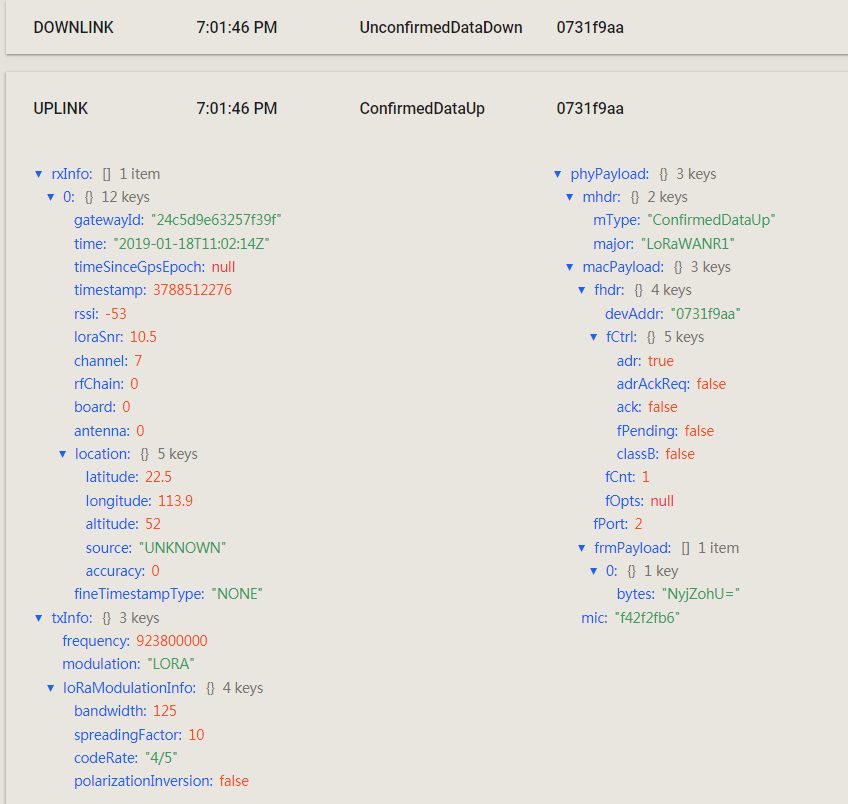 DOWNLINK 7:01:46 PM UnconfirmedDataDown 0731f9aa
UPLINK 7:01:46 PM ConfirmedDataUp 0731f9aa
▼ rxInfo: [] 1 item
▼ 0: {} 12 keys
gatewayId: "24c5d9e63257f39f"
time: "2019-01-18T11:02:14Z"
timeSinceGpsEpoch: null
timestamp: 3788512276
rssi: -53
loraSnr: 10.5
channel: 7
rfChain: 0
board: 0
antenna: 0
▼ location: {} 5 keys
latitude: 22.5
longitude: 113.9
altitude: 52
source: "UNKNOWN"
accuracy: 0
fineTimestampType: "NONE"
▼ txInfo: {} 3 keys
frequency: 923800000
modulation: "LORA"
▼ loRaModulationInfo: {} 4 keys
bandwidth: 125
spreadingFactor: 10
codeRate: "4/5"
polarizationInversion: false
▼ phyPayload: {} 3 keys
▼ mhdr: {} 2 keys
mType: "ConfirmedDataUp"
major: "LoRaWANR1"
▼ macPayload: {} 3 keys
▼ fhdr: {} 4 keys
devAddr: "0731f9aa"
▼ fCtrl: {} 5 keys
adr: true
adrAckReq: false
ack: false
fPending: false
classB: false
fCnt: 1
fOpts: null
fPort: 2
▼ frmPayload: [] 1 item
▼ 0: {} 1 key
bytes: "NyjZohU="
mic: "f42f2fb6"